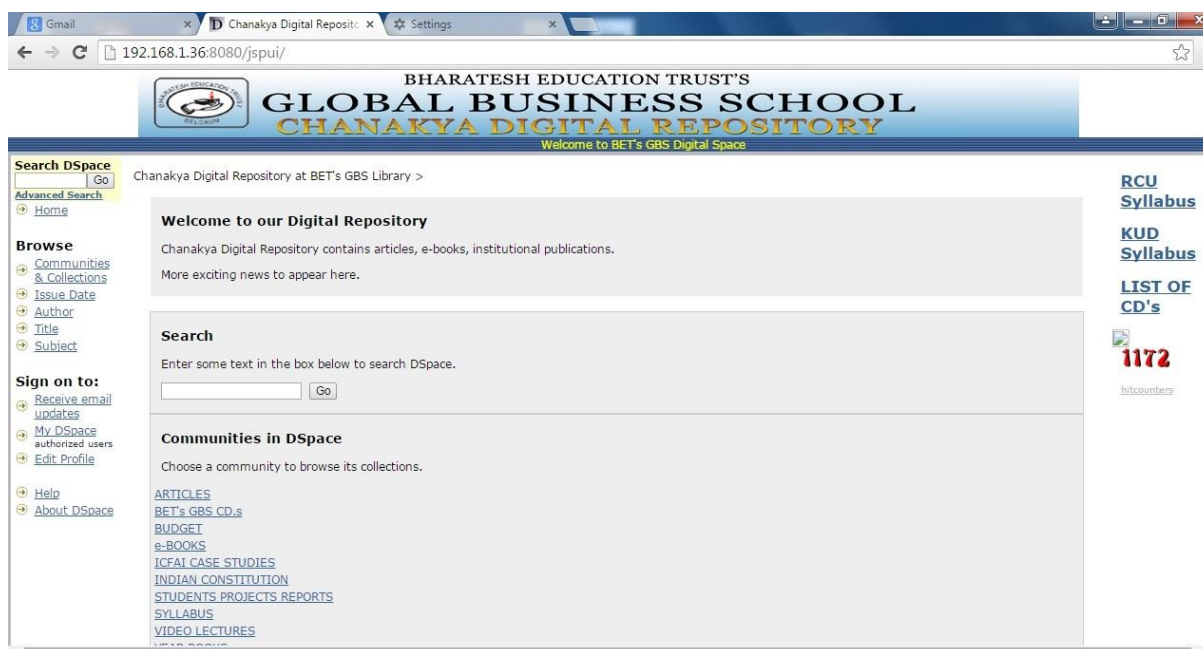 Gmail
Chanakya Digital Reposito
Settings
192.168.1.36:8080/jspui/
BHARATESH EDUCATION TRUST'S
GLOBAL BUSINESS SCHOOL
CHANAKYA DIGITAL REPOSITORY
BHARATESH EDUCATION TRUST
BELGAUM
Welcome to BET's GBS Digital Space
Search DSpace
Go
Advanced Search
Home
Browse
Communities
& Collections
Issue Date
Author
Title
Subject
Sign on to:
Receive email
updates
My DSpace
authorized users
Edit Profile
Help
About DSpace
Chanakya Digital Repository at BET's GBS Library >
Welcome to our Digital Repository
Chanakya Digital Repository contains articles, e-books, institutional publications.
More exciting news to appear here.
Search
Enter some text in the box below to search DSpace.
Go
Communities in DSpace
Choose a community to browse its collections.
ARTICLES
BET's GBS CD.s
BUDGET
e-BOOKS
ICFAI CASE STUDIES
INDIAN CONSTITUTION
STUDENTS PROJECTS REPORTS
SYLLABUS
VIDEO LECTURES
YEAR BOOKS
RCU
Syllabus
KUD
Syllabus
LIST OF
CD's
1172
hitcounters